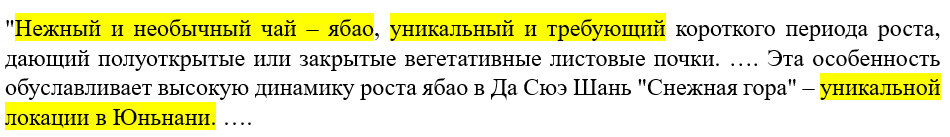 "Нежный и необычный чай – ябао, уникальный и требующий короткого периода роста,
дающий полуоткрытые или закрытые вегетативные листовые почки. …. Эта особенность
обуславливает высокую динамику роста ябао в Да Сюэ Шань "Снежная гора" – уникальной
локации в Юньнани. ….